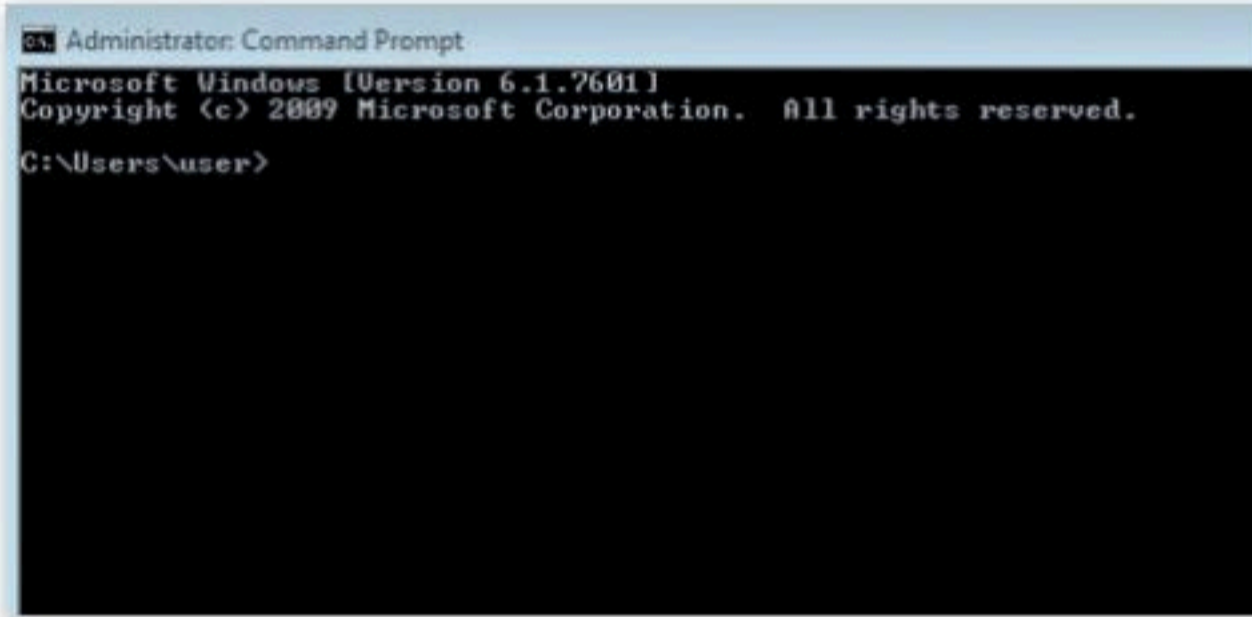 Administrator: Command Prompt
Microsoft Windows [Version 6.1.7601]
Copyright (c) 2009 Microsoft Corporation.  All rights reserved.
C:\Users\user>